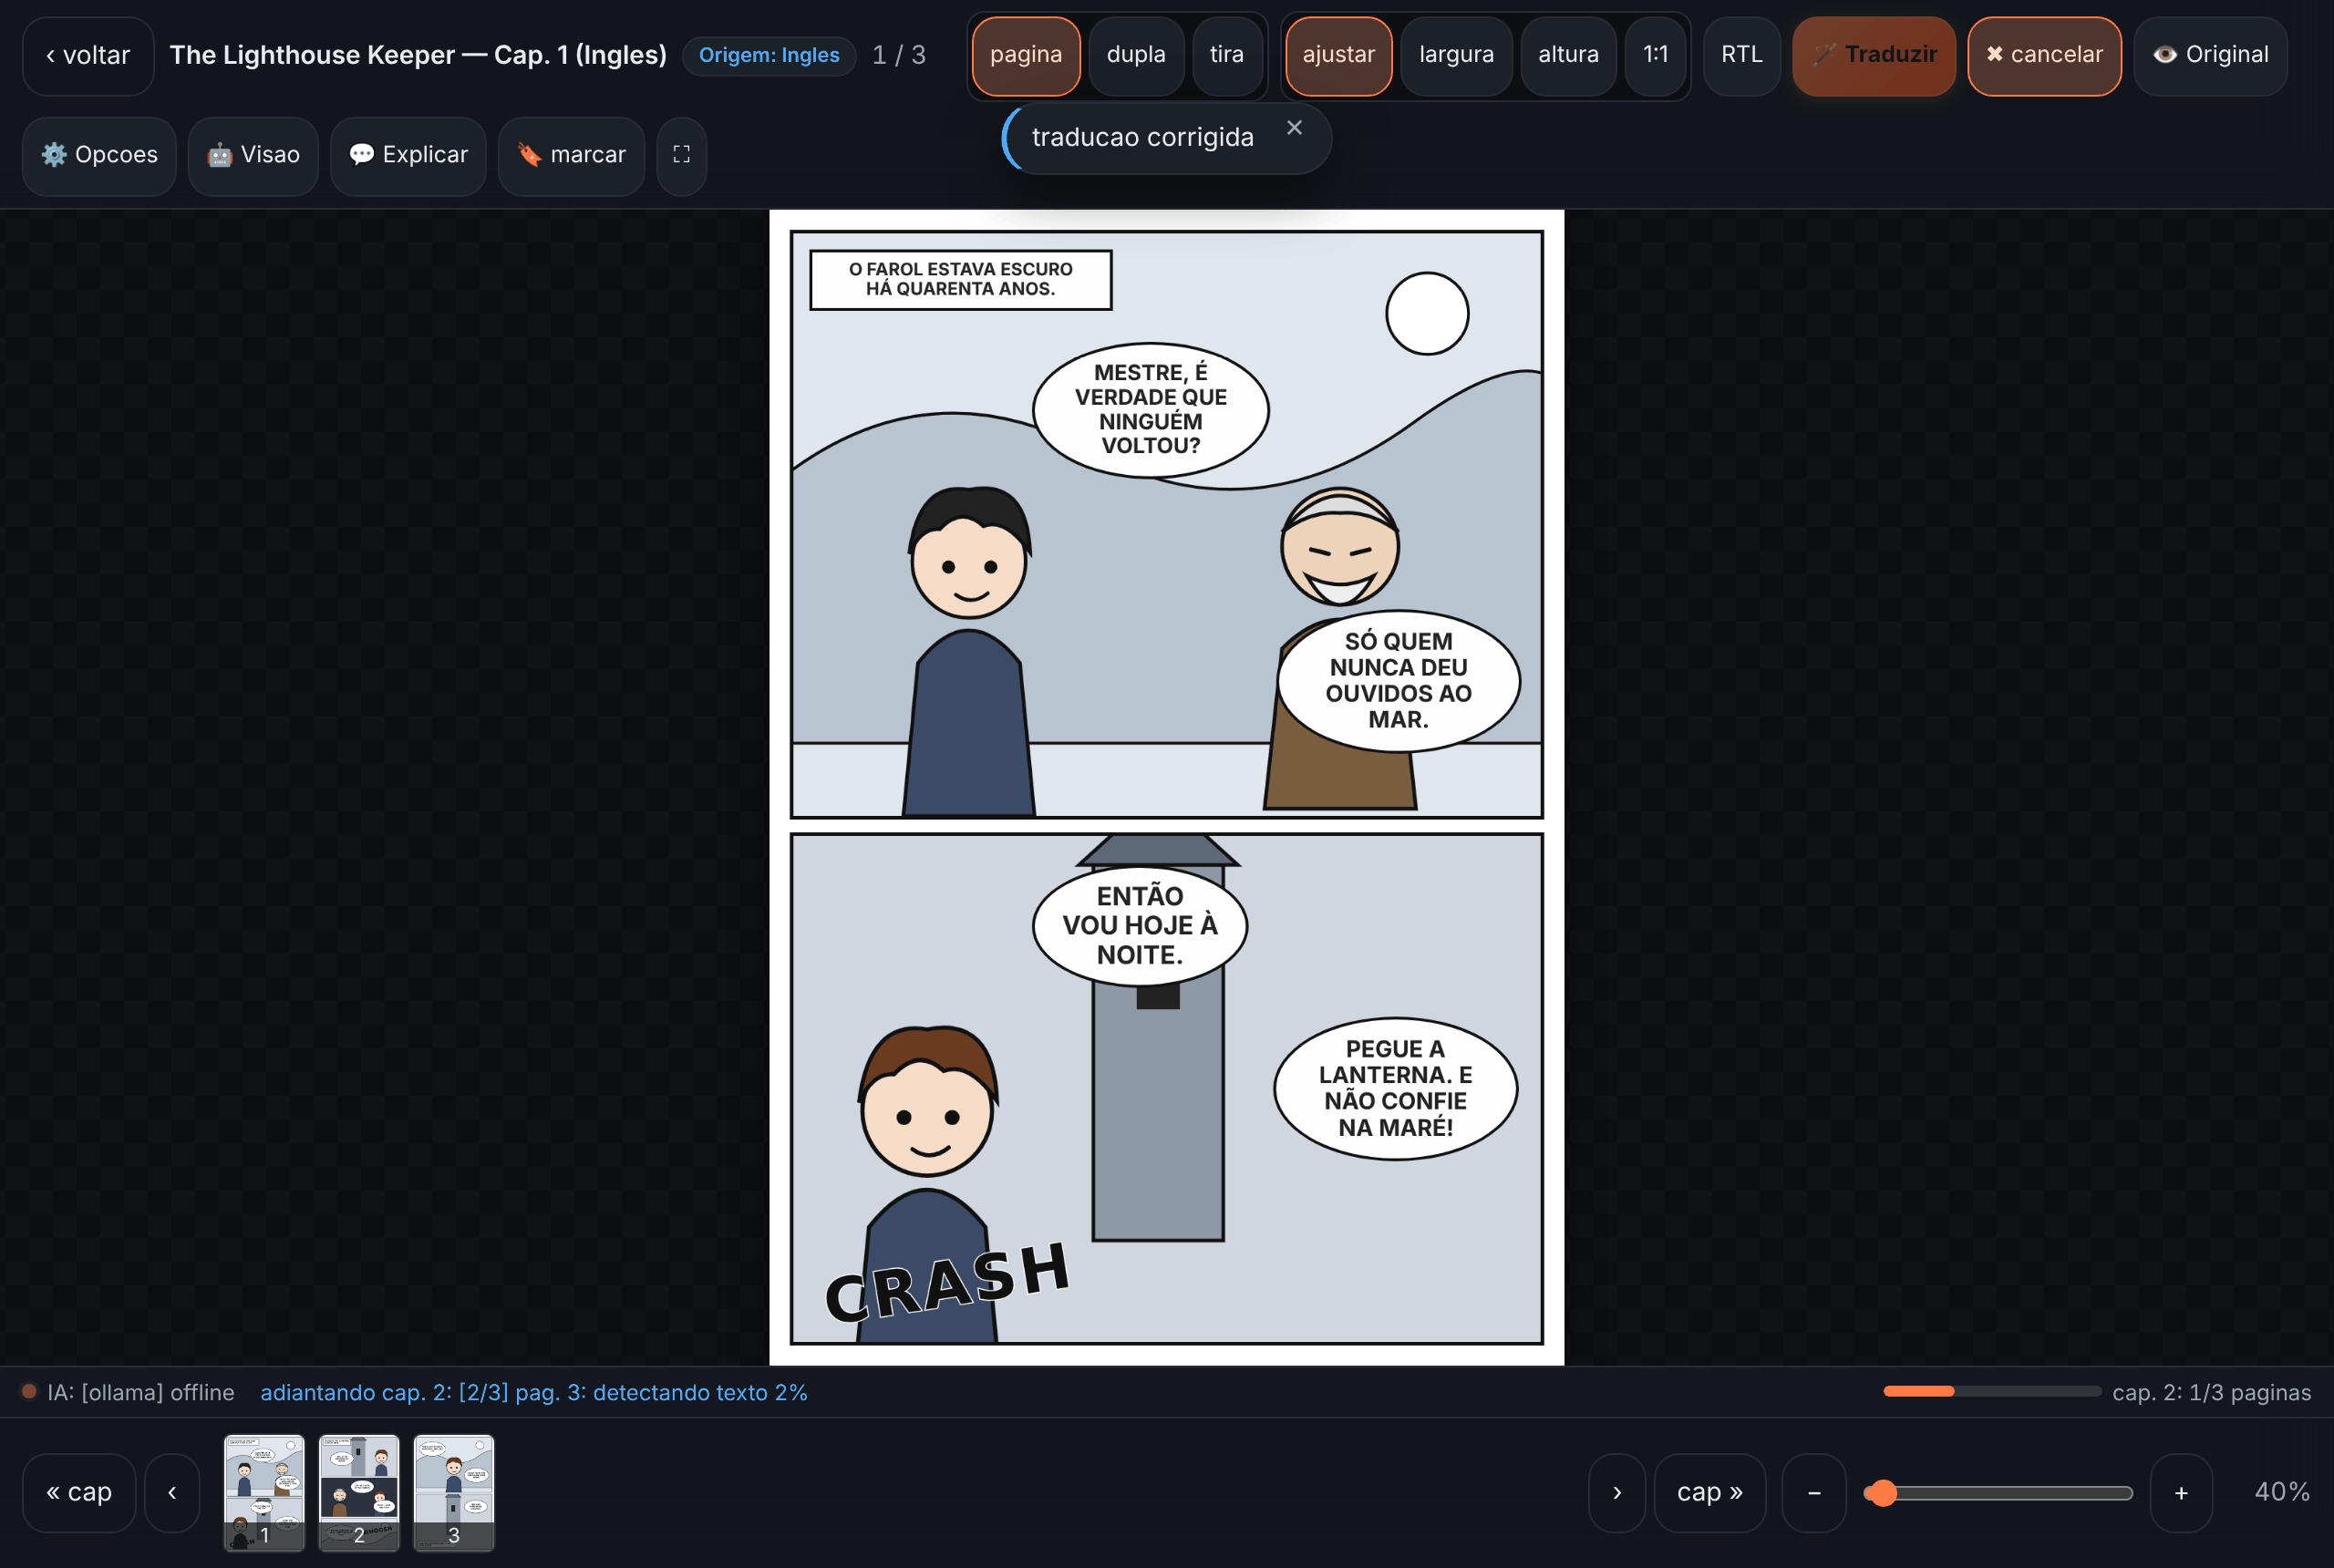 ‹ voltar
The Lighthouse Keeper — Cap. 1 (Ingles)
Origem: Ingles
1 / 3
pagina
dupla
tira
ajustar
largura
altura
1:1
RTL
Traduzir
✖ cancelar
Original
Opcoes
Visao
Explicar
marcar
traducao corrigida ✕
O FAROL ESTAVA ESCURO
HÁ QUARENTA ANOS.
MESTRE, É
VERDADE QUE
NINGUÉM
VOLTOU?
SÓ QUEM
NUNCA DEU
OUVIDOS AO
MAR.
ENTÃO
VOU HOJE À
NOITE.
PEGUE A
LANTERNA. E
NÃO CONFIE
NA MARÉ!
CRASH
IA: [ollama] offline
adiantando cap. 2: [2/3] pag. 3: detectando texto 2%
cap. 2: 1/3 paginas
« cap
‹
1
2
3
›
cap »
−
+
40%